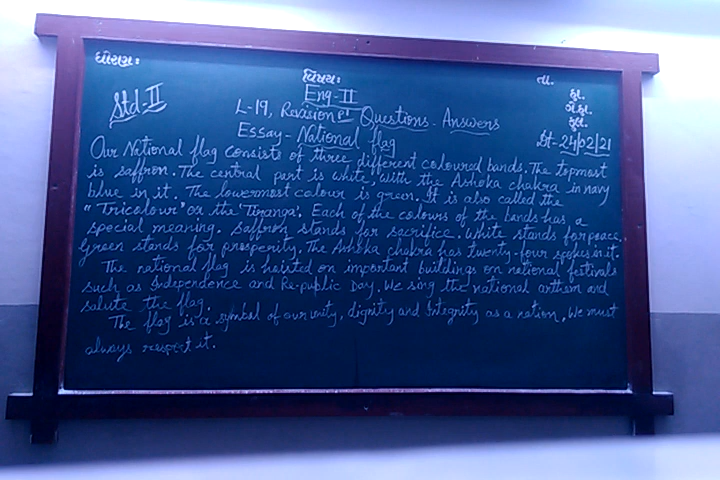 ધોરણ:
વિષય:
તા.
Std-II
Eng-II
કુ.
ગે.કા.
કુલ.
L-19, Revision Questions - Answers
Dt-24/02/21
Essay - National flag
Our National flag consists of three different coloured bands. The topmost
is saffron. The central part is white, with the Ashoka chakra in navy
blue in it. The lowermost colour is green. It is also called the
"Tricolour" or the 'Tiranga'. Each of the colours of the bands has a
special meaning. Saffron stands for sacrifice. White stands for peace.
Green stands for prosperity. The Ashoka chakra has twenty-four spokes in it.
The national flag is hoisted on important buildings on national festivals
such as Independence and Re-public Day. We sing the national anthem and
salute the flag.
The flag is a symbol of our unity, dignity and Integrity as a nation. We must
always respect it.